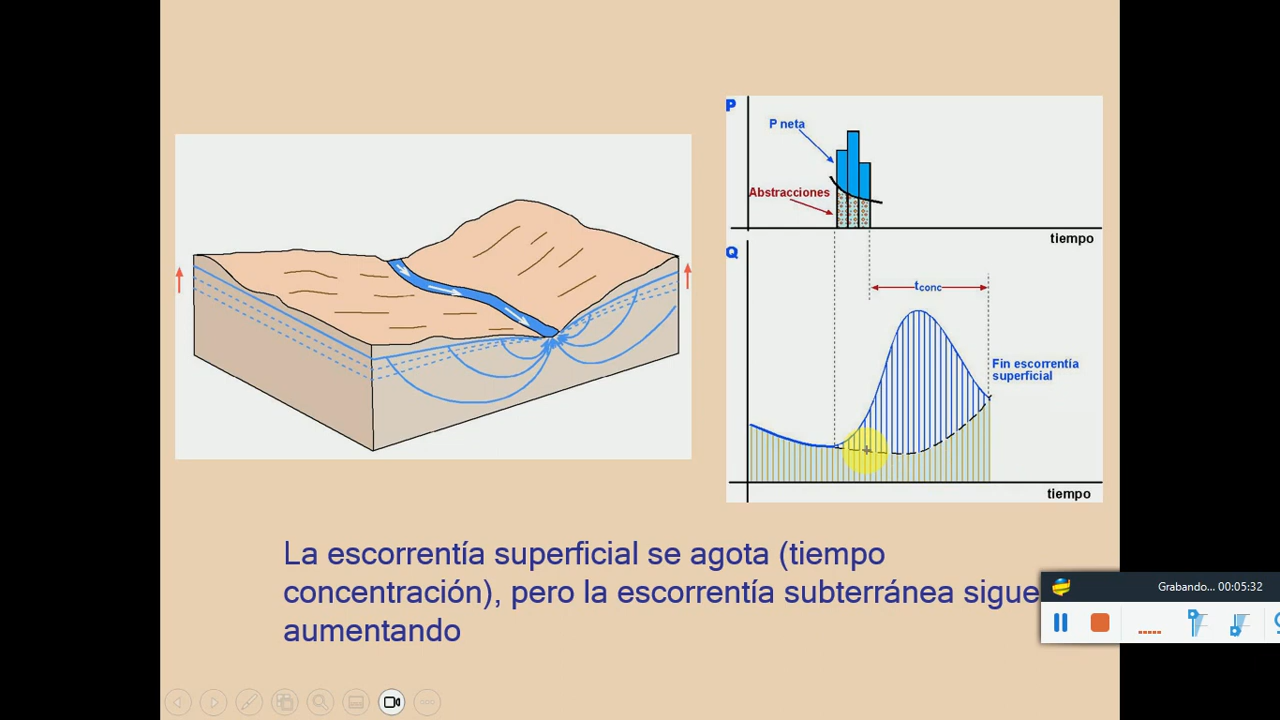 P
P neta
Abstracciones
tiempo
Q
tconc
Fin escorrentía
superficial
tiempo
La escorrentía superficial se agota (tiempo
concentración), pero la escorrentía subterránea sigue
aumentando
Grabando... 00:05:32